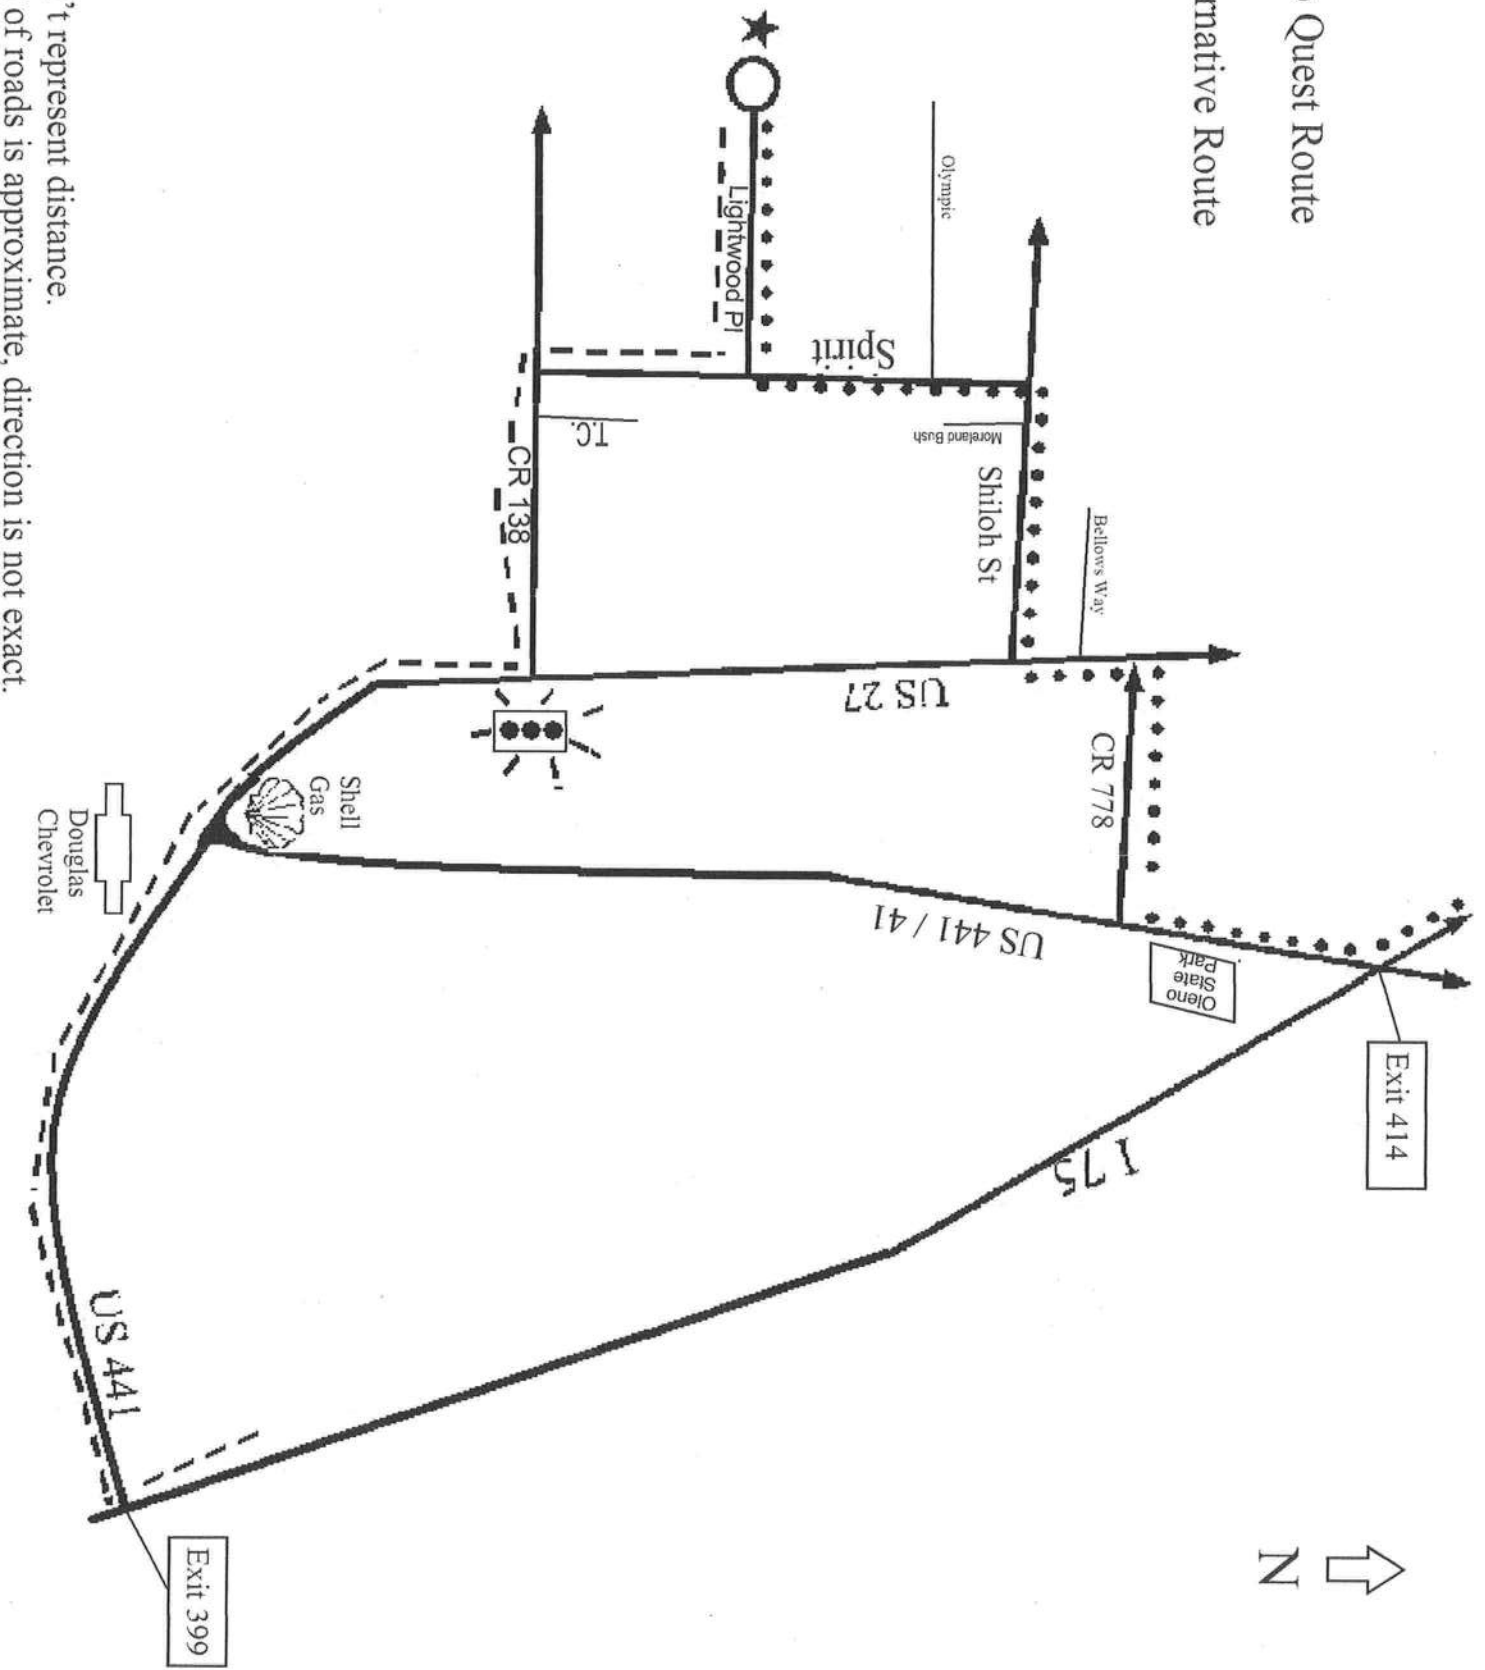 Quest Route
rnative Route
Exit 414
Oleno
State
Park
I 75
US 441 / 41
CR 778
Bellows Way
US 27
Shiloh St
Moreland Bush
Olympic
Spirit
Lightwood Pl
T.C.
CR 138
Shell
Gas
Douglas
Chevrolet
US 441
Exit 399
N
't represent distance.
of roads is approximate, direction is not exact.